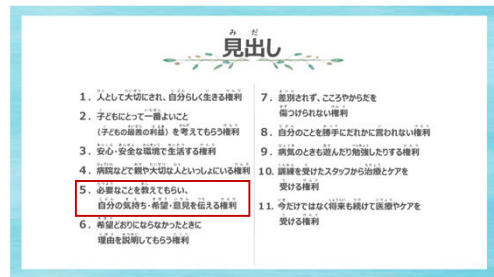 見出し
1. 人として大切にされ、自分らしく生きる権利
2. 子どもにとって一番よいこと
(子どもの最善の利益)を考えてもらう権利
3. 安心・安全な環境で生活する権利
4. 病院などで親や大切な人といっしょにいる権利
5. 必要なことを教えてもらい、
自分の気持ち・希望・意見を伝える権利
6. 希望どおりにならなかったときに
理由を説明してもらう権利
7. 差別されず、こころやからだを
傷つけられない権利
8. 自分のことを勝手にだれかに言われない権利
9. 病気のときも遊んだり勉強したりする権利
10. 訓練を受けたスタッフから治療とケアを
受ける権利
11. 今だけではなく将来も続けて医療やケアを
受ける権利